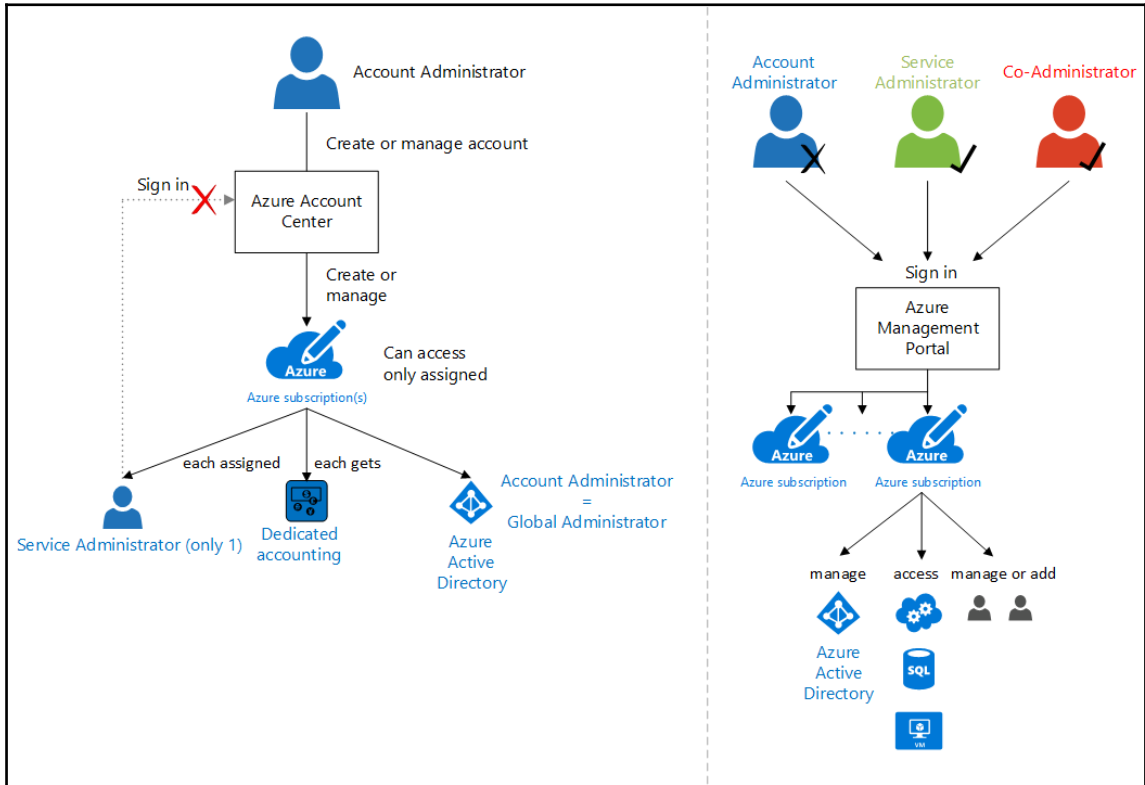 Account Administrator
Create or manage account
Sign in
Azure Account
Center
Create or
manage
Azure
Can access
only assigned
Azure subscription(s)
each assigned
each gets
Service Administrator (only 1)
Dedicated
accounting
Account Administrator
=
Global Administrator
Azure
Active
Directory
Account
Administrator
Service
Administrator
Co-Administrator
Sign in
Azure
Management
Portal
Azure
Azure
Azure subscription
Azure subscription
manage
access
manage or add
Azure
Active
Directory
SQL
VM